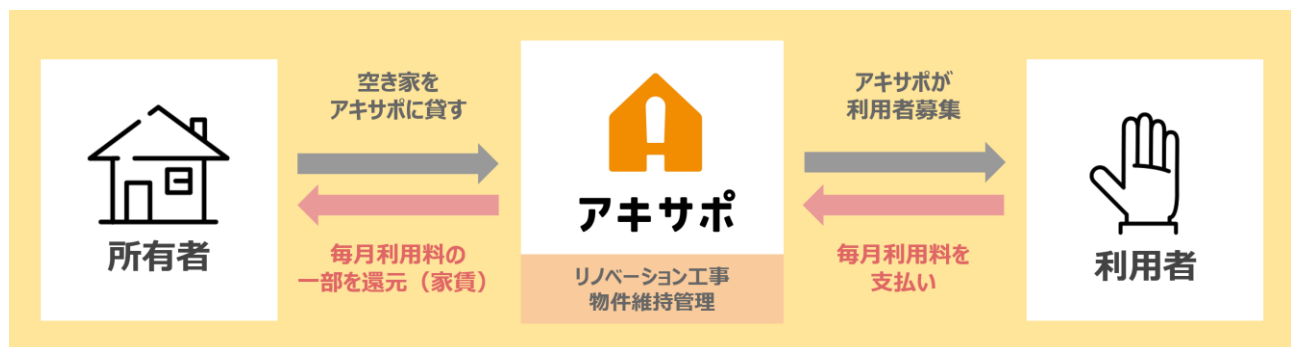 空き家を
アキサポに貸す
アキサポが
利用者募集
アキサポ
所有者
毎月利用料の
一部を還元（家賃）
リノベーション工事
物件維持管理
毎月利用料を
支払い
利用者